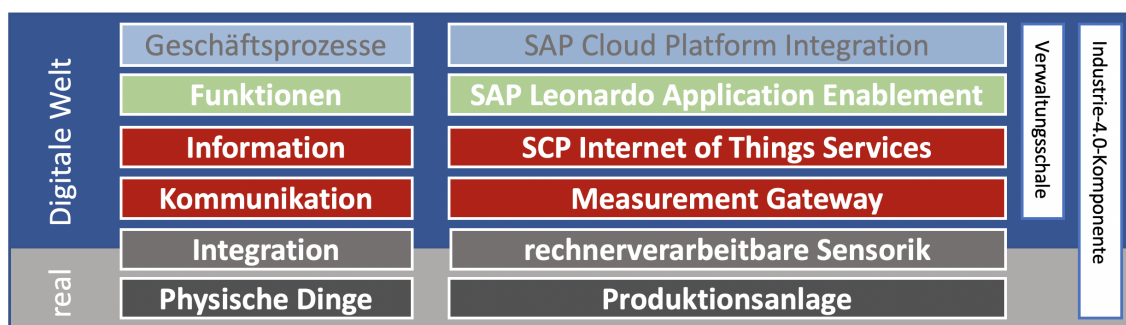 Digitale Welt
real
Geschäftsprozesse
SAP Cloud Platform Integration
Funktionen
SAP Leonardo Application Enablement
Information
SCP Internet of Things Services
Kommunikation
Measurement Gateway
Integration
rechnerverarbeitbare Sensorik
Physische Dinge
Produktionsanlage
Verwaltungsschale
Industrie-4.0-Komponente